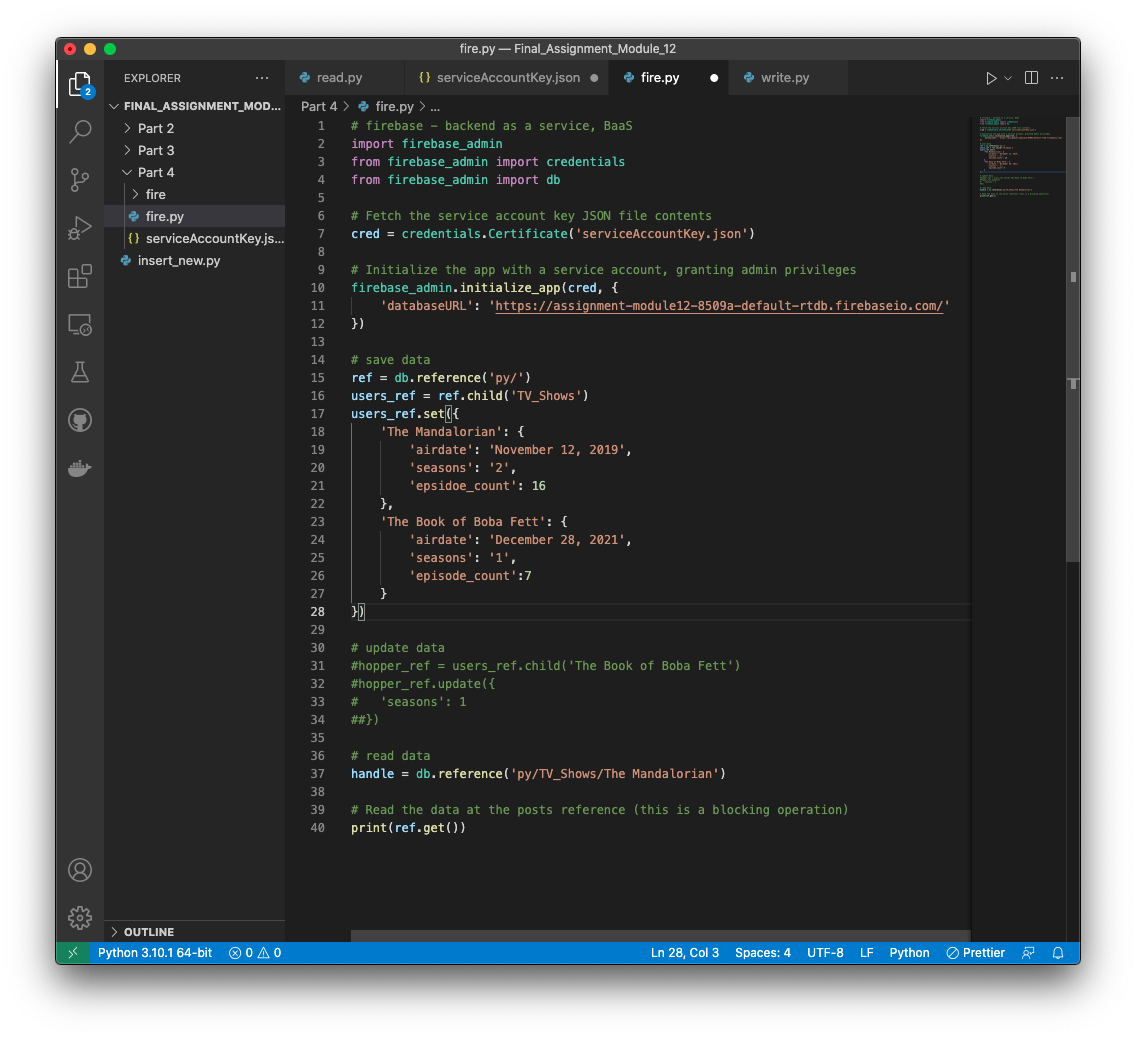 fire.py — Final_Assignment_Module_12
EXPLORER
read.py
{} serviceAccountKey.json
fire.py
write.py
2
FINAL_ASSIGNMENT_MOD...
Part 2
Part 3
Part 4
fire
fire.py
{} serviceAccountKey.js...
insert_new.py
OUTLINE
Part 4 > fire.py > ...
1 # firebase – backend as a service, BaaS
2 import firebase_admin
3 from firebase_admin import credentials
4 from firebase_admin import db
5
6 # Fetch the service account key JSON file contents
7 cred = credentials.Certificate('serviceAccountKey.json')
8
9 # Initialize the app with a service account, granting admin privileges
10 firebase_admin.initialize_app(cred, {
11     'databaseURL': 'https://assignment-module12-8509a-default-rtdb.firebaseio.com/'
12 })
13
14 # save data
15 ref = db.reference('py/')
16 users_ref = ref.child('TV_Shows')
17 users_ref.set({
18     'The Mandalorian': {
19         'airdate': 'November 12, 2019',
20         'seasons': '2',
21         'epsidoe_count': 16
22     },
23     'The Book of Boba Fett': {
24         'airdate': 'December 28, 2021',
25         'seasons': '1',
26         'episode_count':7
27     }
28 })
29
30 # update data
31 #hopper_ref = users_ref.child('The Book of Boba Fett')
32 #hopper_ref.update({
33 #   'seasons': 1
34 ##})
35
36 # read data
37 handle = db.reference('py/TV_Shows/The Mandalorian')
38
39 # Read the data at the posts reference (this is a blocking operation)
40 print(ref.get())
Python 3.10.1 64-bit 0 0 Ln 28, Col 3 Spaces: 4 UTF-8 LF Python Prettier